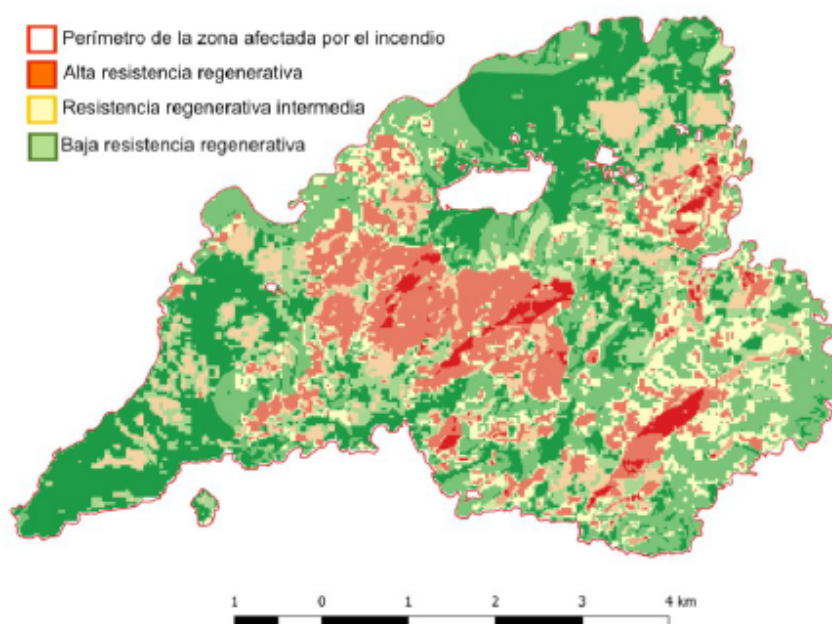 Perímetro de la zona afectada por el incendio
Alta resistencia regenerativa
Resistencia regenerativa intermedia
Baja resistencia regenerativa
1 0 1 2 3 4 km